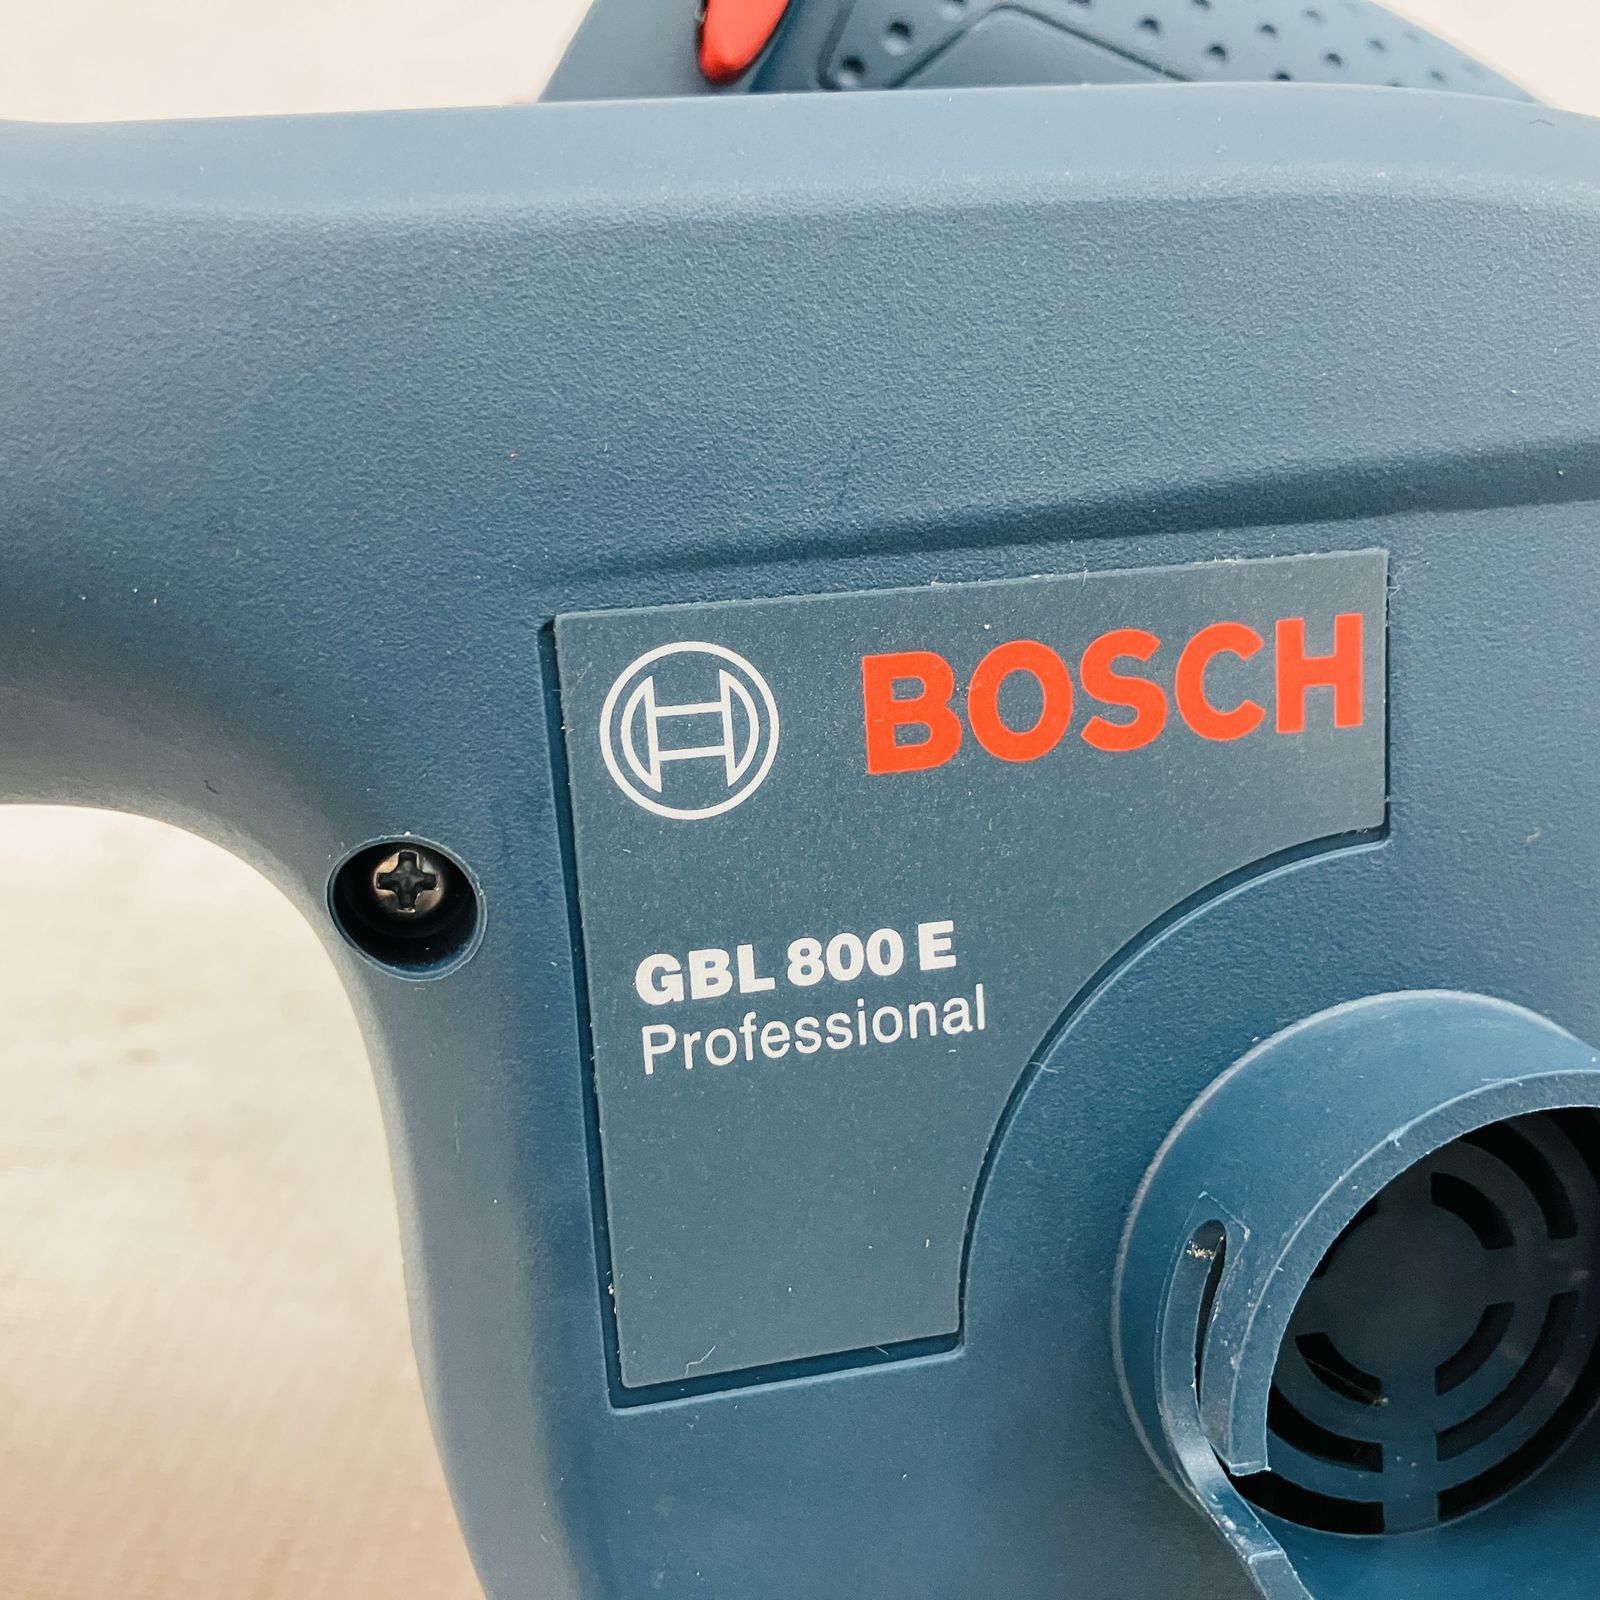 BOSCH
GBL 800 E
Professional